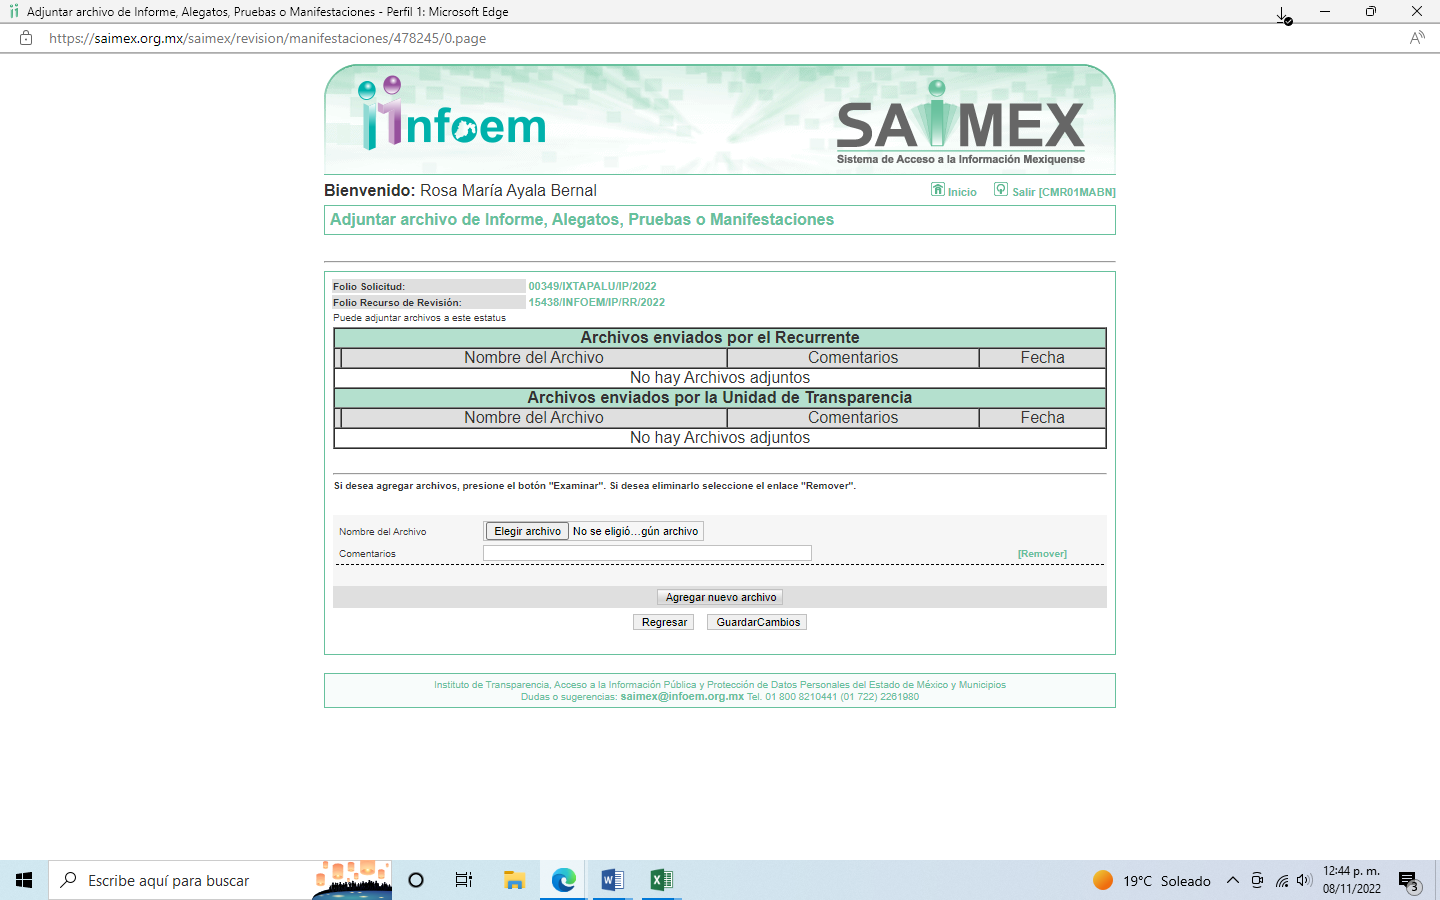 Adjuntar archivo de Informe, Alegatos, Pruebas o Manifestaciones - Perfil 1: Microsoft Edge
https://saimex.org.mx/saimex/revision/manifestaciones/478245/0.page
infoem
SAIMEX
Sistema de Acceso a la Información Mexiquense
Bienvenido: Rosa María Ayala Bernal
Inicio Salir [CMR01MABN]
Adjuntar archivo de Informe, Alegatos, Pruebas o Manifestaciones
Folio Solicitud: 00349/IXTAPALU/IP/2022
Folio Recurso de Revisión: 15438/INFOEM/IP/RR/2022
Puede adjuntar archivos a este estatus
Archivos enviados por el Recurrente
Nombre del Archivo Comentarios Fecha
No hay Archivos adjuntos
Archivos enviados por la Unidad de Transparencia
Nombre del Archivo Comentarios Fecha
No hay Archivos adjuntos
Si desea agregar archivos, presione el botón "Examinar". Si desea eliminarlo seleccione el enlace "Remover".
Nombre del Archivo Elegir archivo No se eligió...gún archivo
Comentarios [Remover]
Agregar nuevo archivo
Regresar GuardarCambios
Instituto de Transparencia, Acceso a la Información Pública y Protección de Datos Personales del Estado de México y Municipios
Dudas o sugerencias: saimex@infoem.org.mx Tel. 01 800 8210441 (01 722) 2261980
Escribe aquí para buscar
19°C Soleado
12:44 p. m.
08/11/2022
3